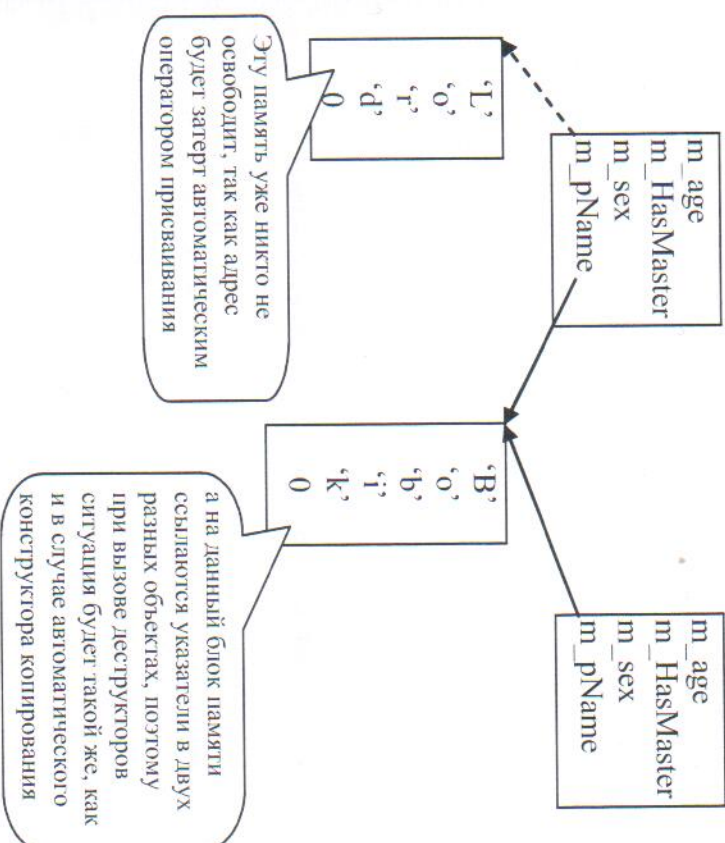 m_age
m_HasMaster
m_sex
m_pName
m_age
m_HasMaster
m_sex
m_pName
‘L’
‘o’
‘r’
‘d’
0
‘B’
‘o’
‘b’
‘i’
‘k’
0
Эту память уже никто не
освободит, так как адрес
будет затерт автоматическим
оператором присваивания
а на данный блок памяти
ссылаются указатели в двух
разных объектах, поэтому
при вызове деструкторов
ситуация будет такой же, как
и в случае автоматического
конструктора копирования